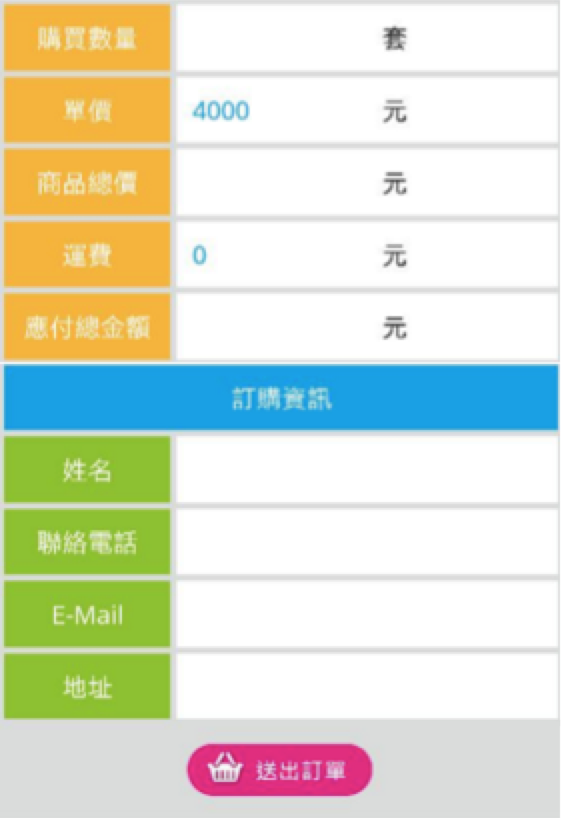 購買數量 套
單價 4000 元
商品總價 元
運費 0 元
應付總金額 元
訂購資訊
姓名
聯絡電話
E-Mail
地址
送出訂單